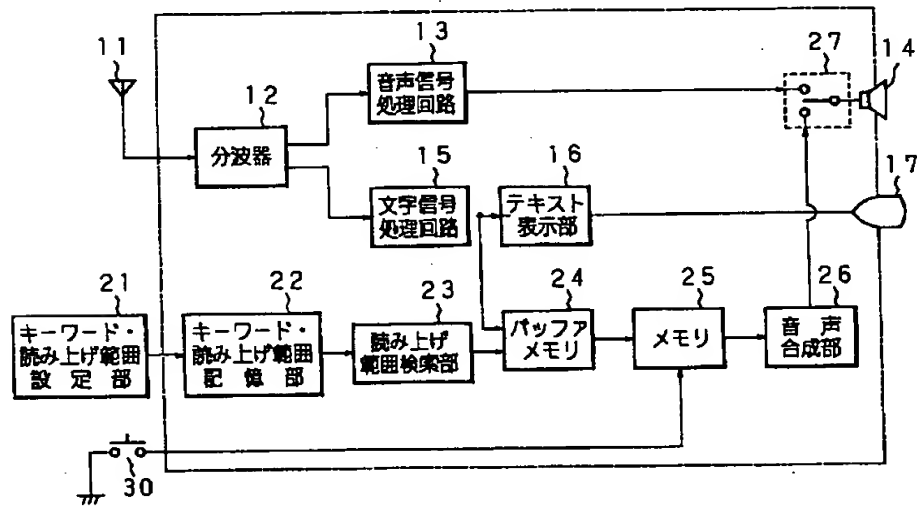 11
13
27
14
音声信号
処理回路
12
分波器
15
16
17
文字信号
処理回路
テキスト
表示部
21
22
23
24
25
26
キーワード・
読み上げ範囲
設定部
キーワード・
読み上げ範囲
記憶部
読み上げ
範囲検索部
バッファ
メモリ
メモリ
音声
合成部
30